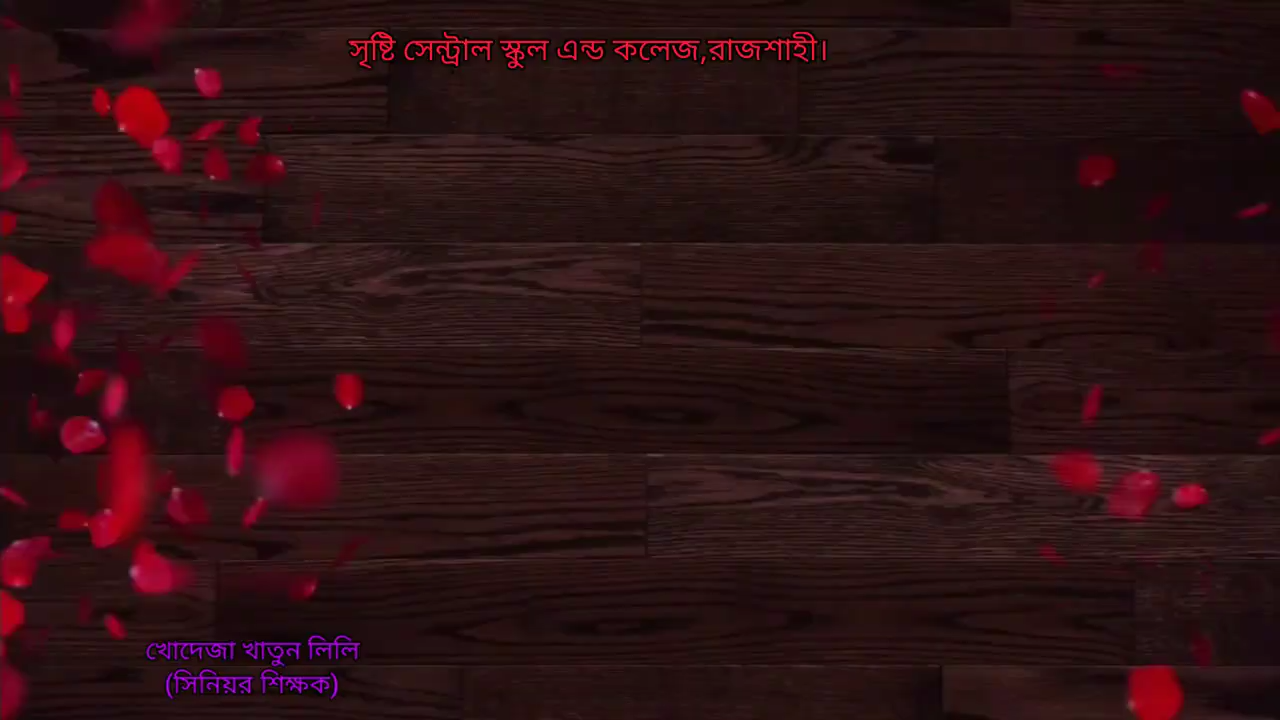 সৃষ্টি সেন্ট্রাল স্কুল এন্ড কলেজ,রাজশাহী।
খোদেজা খাতুন লিলি
(সিনিয়র শিক্ষক)